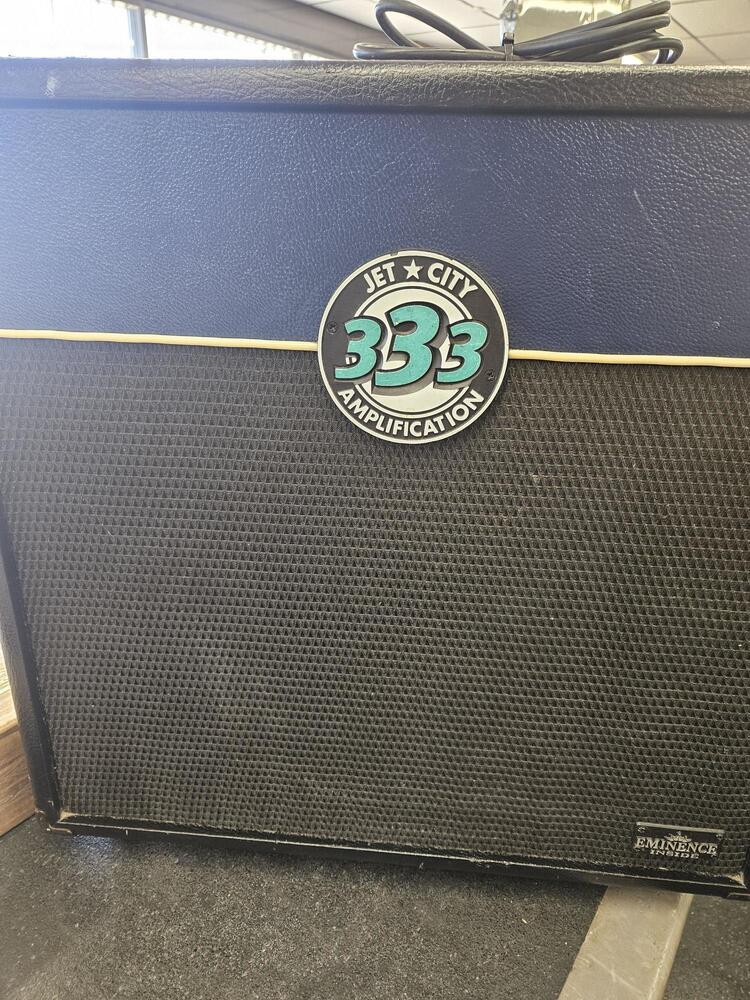 JET ★ CITY
333
AMPLIFICATION
EMINENCE
INSIDE